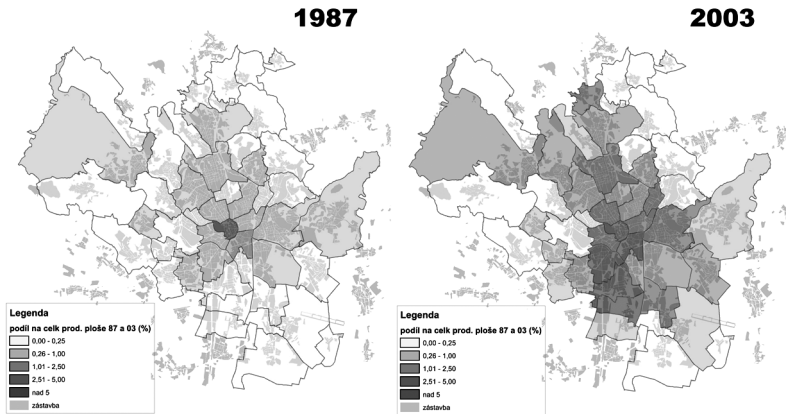 1987
Legenda
podíl na celk prod. ploše 87 a 03 (%)
0,00 - 0,25
0,26 - 1,00
1,01 - 2,50
2,51 - 5,00
nad 5
zástavba
2003
Legenda
podíl na celk prod. ploše 87 a 03 (%)
0,00 - 0,25
0,26 - 1,00
1,01 - 2,50
2,51 - 5,00
nad 5
zástavba